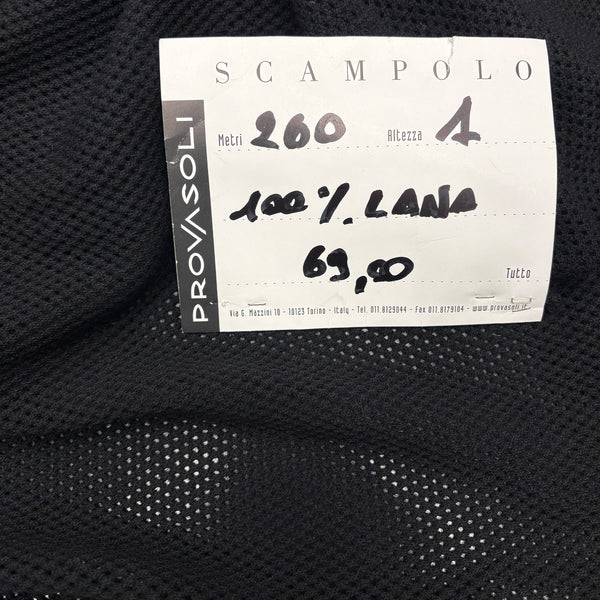 SCAMPOLO
PROVASOLI
Metri 260 Altezza 1
100% LANA
69,00
Tutto
Via G. Mazzini 10 - 10123 Torino - Italy - Tel. 011.8129044 - Fax 011.8179104 - www.provasoli.it